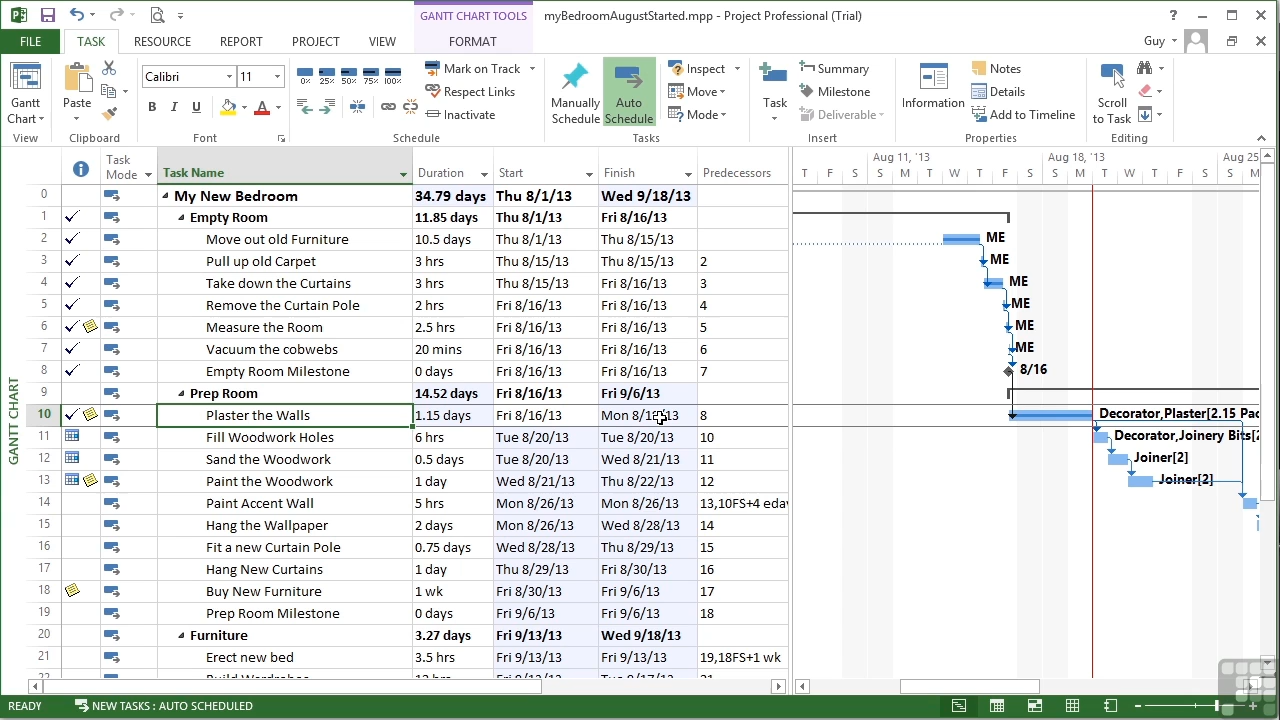 GANTT CHART TOOLS
myBedroomAugustStarted.mpp - Project Professional (Trial)
FILE TASK RESOURCE REPORT PROJECT VIEW FORMAT Guy
Gantt Chart
View
Paste
Clipboard
Calibri 11
B I U A
Font
0% 25% 50% 75% 100%
Mark on Track
Respect Links
Inactivate
Schedule
Manually Schedule
Auto Schedule
Inspect
Move
Mode
Tasks
Task
Summary
Milestone
Deliverable
Insert
Information
Notes
Details
Add to Timeline
Properties
Scroll to Task
Editing
Task Mode Task Name Duration Start Finish Predecessors
Aug 11, '13 Aug 18, '13 Aug 25
T F S S M T W T F S S M T W T F S S M
0 My New Bedroom 34.79 days Thu 8/1/13 Wed 9/18/13
1 Empty Room 11.85 days Thu 8/1/13 Fri 8/16/13
2 Move out old Furniture 10.5 days Thu 8/1/13 Thu 8/15/13 ME
3 Pull up old Carpet 3 hrs Thu 8/15/13 Thu 8/15/13 2 ME
4 Take down the Curtains 3 hrs Thu 8/15/13 Fri 8/16/13 3 ME
5 Remove the Curtain Pole 2 hrs Fri 8/16/13 Fri 8/16/13 4 ME
6 Measure the Room 2.5 hrs Fri 8/16/13 Fri 8/16/13 5 ME
7 Vacuum the cobwebs 20 mins Fri 8/16/13 Fri 8/16/13 6 ME
8 Empty Room Milestone 0 days Fri 8/16/13 Fri 8/16/13 7 8/16
9 Prep Room 14.52 days Fri 8/16/13 Fri 9/6/13
10 Plaster the Walls 1.15 days Fri 8/16/13 Mon 8 Decorator,Plaster[2.15 Pac
11 Fill Woodwork Holes 6 hrs Tue 8/20/13 Tue 8/20/13 10 Decorator,Joinery Bits[2
12 Sand the Woodwork 0.5 days Tue 8/20/13 Wed 8/21/13 11 Joiner[2]
13 Paint the Woodwork 1 day Wed 8/21/13 Thu 8/22/13 12 Joiner[2]
14 Paint Accent Wall 5 hrs Mon 8/26/13 Mon 8/26/13 13,10FS+4 eday
15 Hang the Wallpaper 2 days Mon 8/26/13 Wed 8/28/13 14
16 Fit a new Curtain Pole 0.75 days Wed 8/28/13 Thu 8/29/13 15
17 Hang New Curtains 1 day Thu 8/29/13 Fri 8/30/13 16
18 Buy New Furniture 1 wk Fri 8/30/13 Fri 9/6/13 17
19 Prep Room Milestone 0 days Fri 9/6/13 Fri 9/6/13 18
20 Furniture 3.27 days Fri 9/13/13 Wed 9/18/13
21 Erect new bed 3.5 hrs Fri 9/13/13 Fri 9/13/13 19,18FS+1 wk
GANTT CHART
READY NEW TASKS : AUTO SCHEDULED